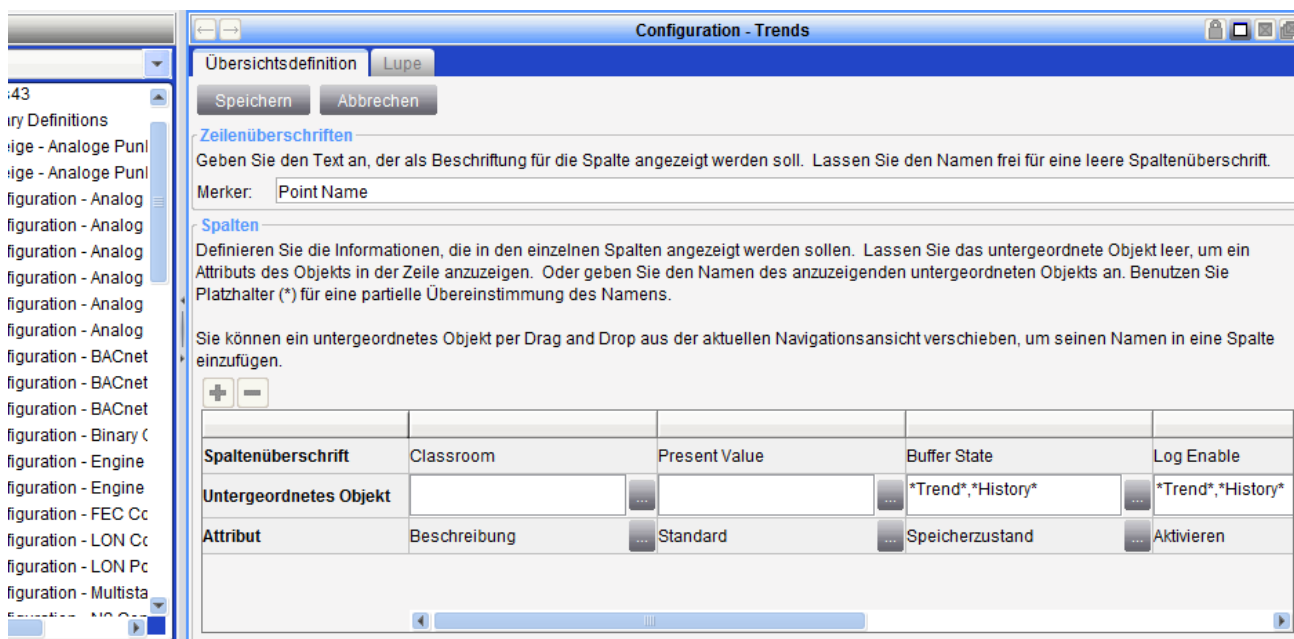 Configuration - Trends
Übersichtsdefinition Lupe
Speichern Abbrechen
Zeilenüberschriften
Geben Sie den Text an, der als Beschriftung für die Spalte angezeigt werden soll. Lassen Sie den Namen frei für eine leere Spaltenüberschrift.
Merker: Point Name
Spalten
Definieren Sie die Informationen, die in den einzelnen Spalten angezeigt werden sollen. Lassen Sie das untergeordnete Objekt leer, um ein
Attributs des Objekts in der Zeile anzuzeigen. Oder geben Sie den Namen des anzuzeigenden untergeordneten Objekts an. Benutzen Sie
Platzhalter (*) für eine partielle Übereinstimmung des Namens.
Sie können ein untergeordnetes Objekt per Drag and Drop aus der aktuellen Navigationsansicht verschieben, um seinen Namen in eine Spalte
einzufügen.
Spaltenüberschrift Classroom Present Value Buffer State Log Enable
Untergeordnetes Objekt ... ... *Trend*,*History* ... *Trend*,*History*
Attribut Beschreibung ... Standard ... Speicherzustand ... Aktivieren
s43
ary Definitions
eige - Analoge Punl
eige - Analoge Punl
figuration - Analog
figuration - Analog
figuration - Analog
figuration - Analog
figuration - Analog
figuration - Analog
figuration - BACnet
figuration - BACnet
figuration - BACnet
figuration - Binary
figuration - Engine
figuration - Engine
figuration - FEC Co
figuration - LON Co
figuration - LON Po
figuration - Multista